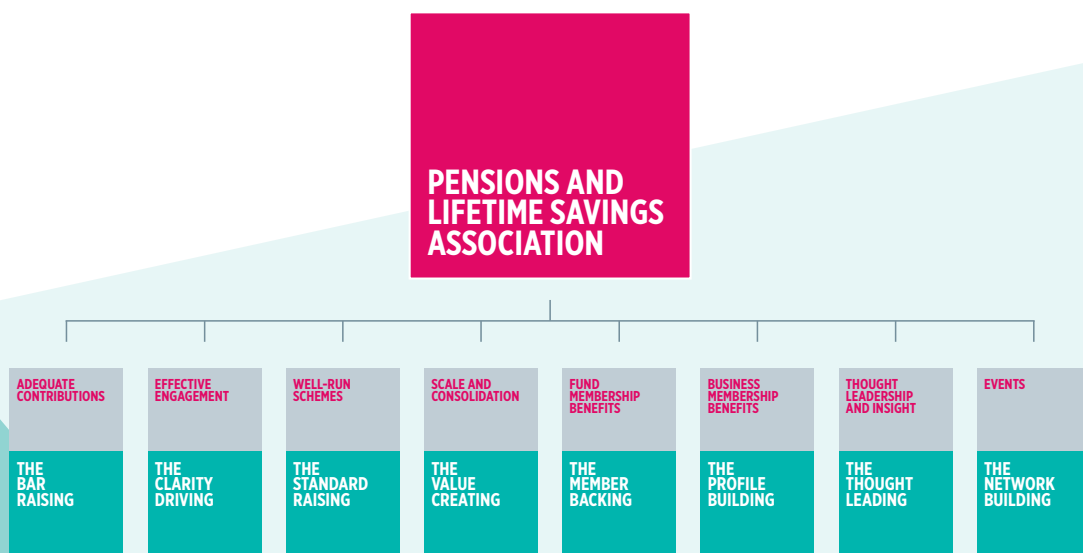 PENSIONS AND
LIFETIME SAVINGS
ASSOCIATION
ADEQUATE
CONTRIBUTIONS
THE
BAR
RAISING
EFFECTIVE
ENGAGEMENT
THE
CLARITY
DRIVING
WELL-RUN
SCHEMES
THE
STANDARD
RAISING
SCALE AND
CONSOLIDATION
THE
VALUE
CREATING
FUND
MEMBERSHIP
BENEFITS
THE
MEMBER
BACKING
BUSINESS
MEMBERSHIP
BENEFITS
THE
PROFILE
BUILDING
THOUGHT
LEADERSHIP
AND INSIGHT
THE
THOUGHT
LEADING
EVENTS
THE
NETWORK
BUILDING